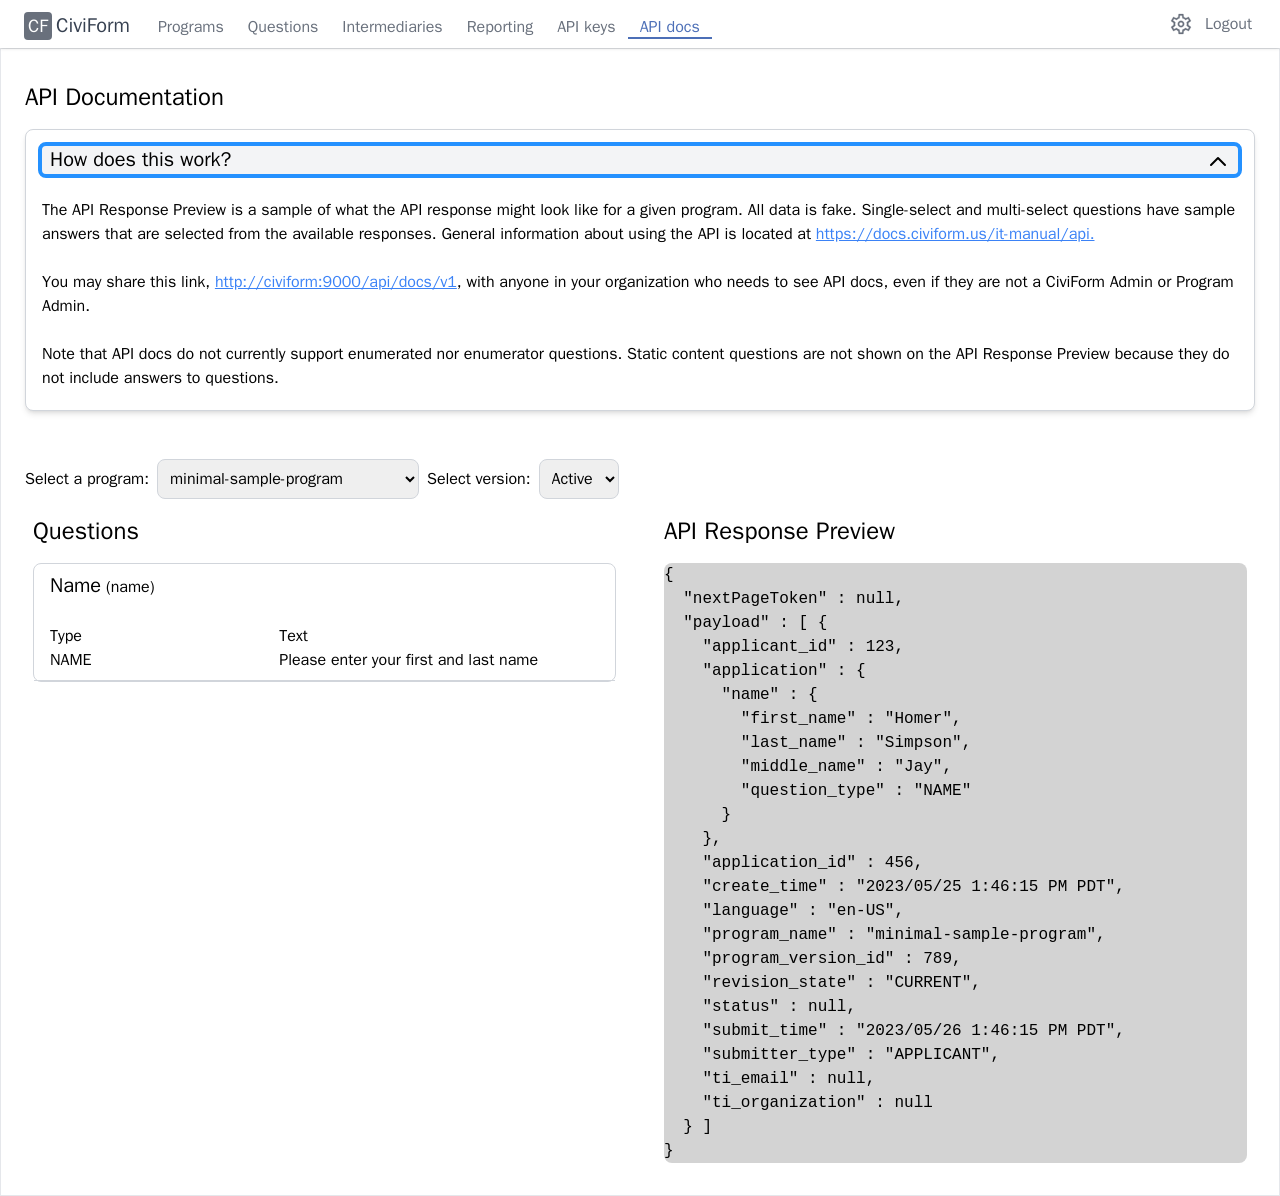 CF CiviForm Programs Questions Intermediaries Reporting API keys API docs Logout
API Documentation
How does this work?
The API Response Preview is a sample of what the API response might look like for a given program. All data is fake. Single-select and multi-select questions have sample
answers that are selected from the available responses. General information about using the API is located at https://docs.civiform.us/it-manual/api.
You may share this link, http://civiform:9000/api/docs/v1, with anyone in your organization who needs to see API docs, even if they are not a CiviForm Admin or Program
Admin.
Note that API docs do not currently support enumerated nor enumerator questions. Static content questions are not shown on the API Response Preview because they do
not include answers to questions.
Select a program: minimal-sample-program Select version: Active
Questions
Name (name)
Type Text
NAME Please enter your first and last name
API Response Preview
{
  "nextPageToken" : null,
  "payload" : [ {
    "applicant_id" : 123,
    "application" : {
      "name" : {
        "first_name" : "Homer",
        "last_name" : "Simpson",
        "middle_name" : "Jay",
        "question_type" : "NAME"
      }
    },
    "application_id" : 456,
    "create_time" : "2023/05/25 1:46:15 PM PDT",
    "language" : "en-US",
    "program_name" : "minimal-sample-program",
    "program_version_id" : 789,
    "revision_state" : "CURRENT",
    "status" : null,
    "submit_time" : "2023/05/26 1:46:15 PM PDT",
    "submitter_type" : "APPLICANT",
    "ti_email" : null,
    "ti_organization" : null
  } ]
}